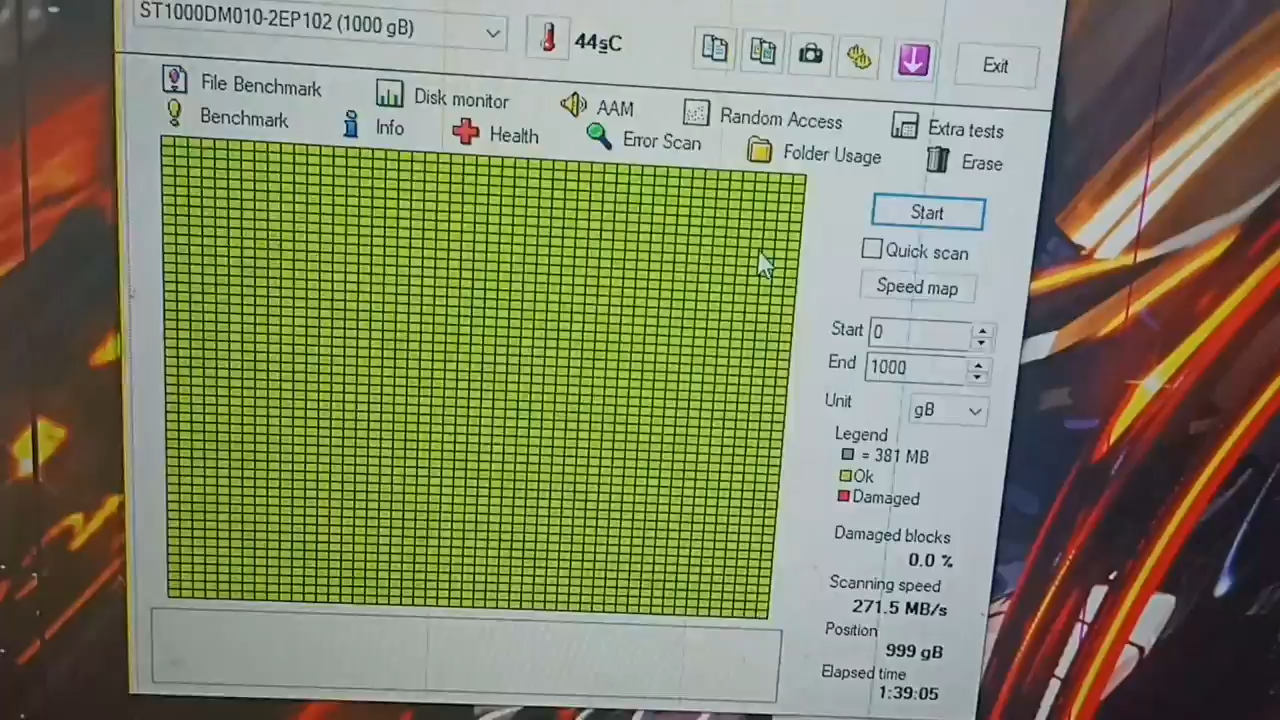 ST1000DM010-2EP102 (1000 gB)
44sC
Exit
File Benchmark
Disk monitor
AAM
Random Access
Extra tests
Benchmark
Info
Health
Error Scan
Folder Usage
Erase
Start
Quick scan
Speed map
Start 0
End 1000
Unit gB
Legend
= 381 MB
Ok
Damaged
Damaged blocks
0.0 %
Scanning speed
271.5 MB/s
Position
999 gB
Elapsed time
1:39:05